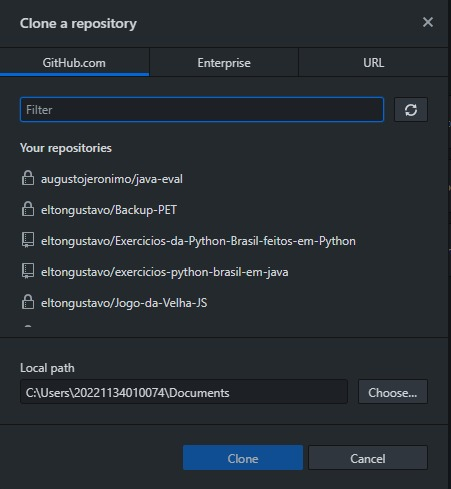 Clone a repository
GitHub.com
Enterprise
URL
Filter
Your repositories
augustojeronimo/java-eval
eltongustavo/Backup-PET
eltongustavo/Exercicios-da-Python-Brasil-feitos-em-Python
eltongustavo/exercicios-python-brasil-em-java
eltongustavo/Jogo-da-Velha-JS
Local path
C:\Users\20221134010074\Documents
Choose...
Clone
Cancel